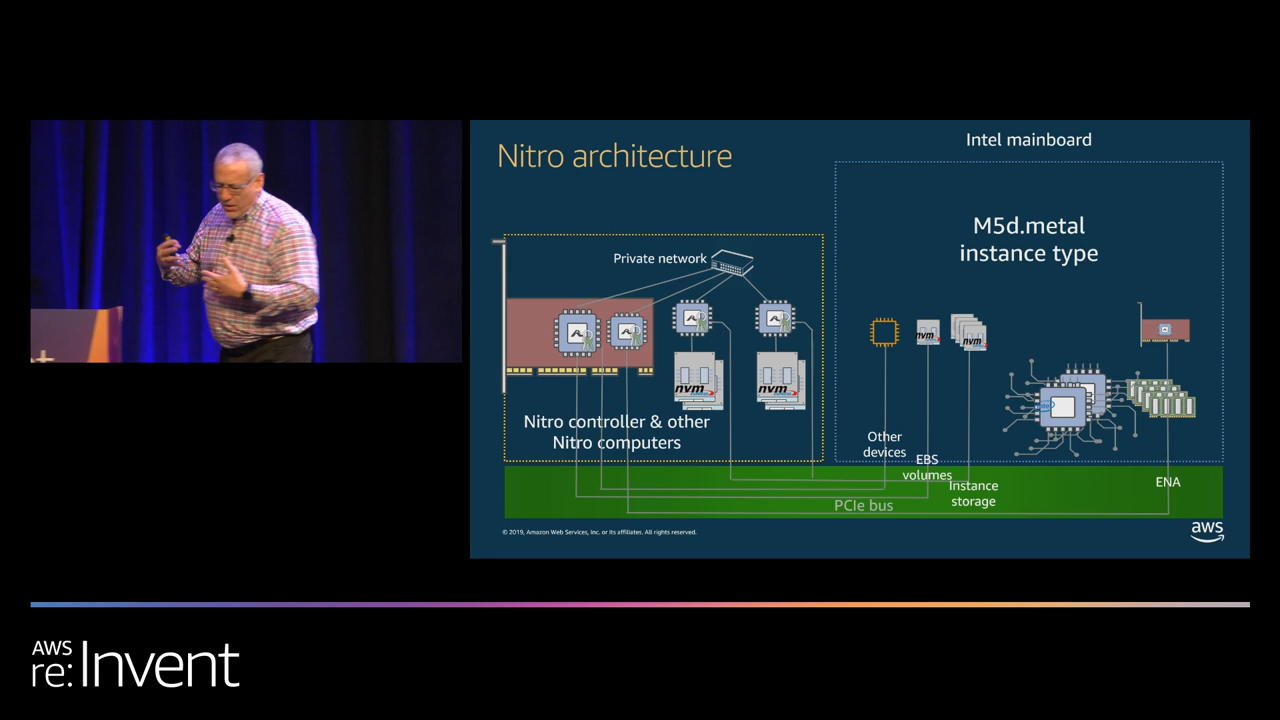 Nitro architecture
Intel mainboard
M5d.metal
instance type
Private network
nvm
nvm
nvm
nvm
Nitro controller & other
Nitro computers
Other
devices
EBS
volumes
Instance
storage
ENA
PCIe bus
© 2019, Amazon Web Services, Inc. or its affiliates. All rights reserved.
aws
AWS
re:Invent